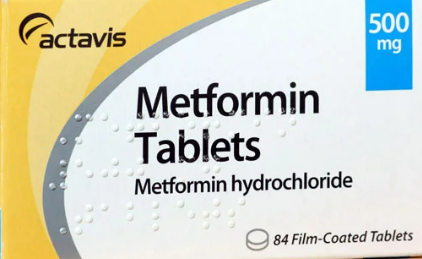 actavis
500
mg
Metformin
Tablets
Metformin hydrochloride
84 Film-Coated Tablets